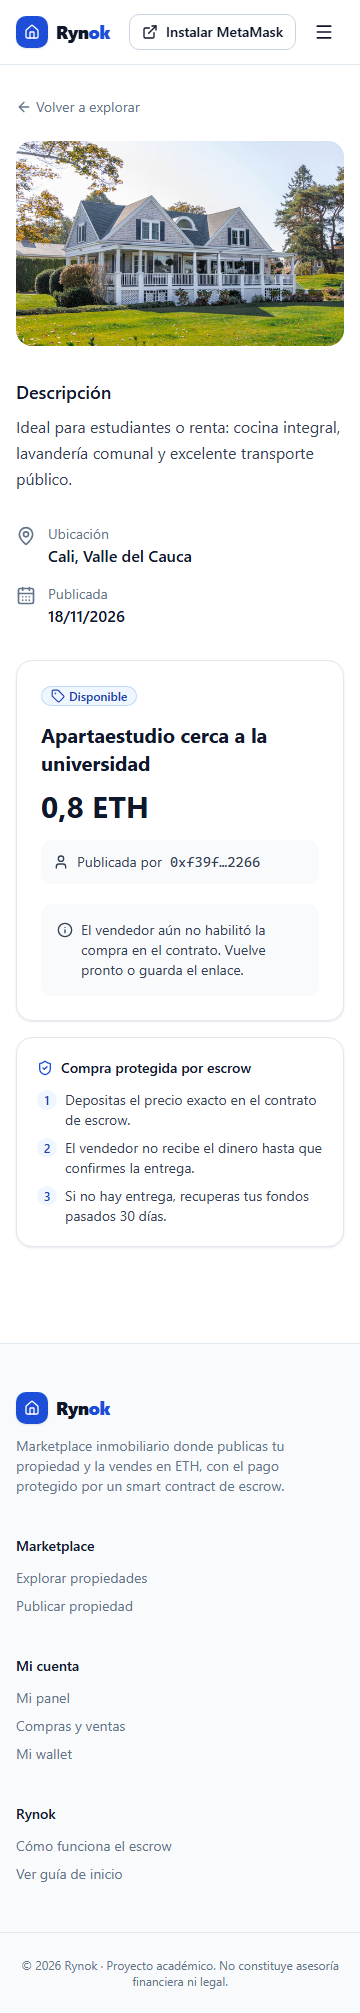 Rynok
Instalar MetaMask
Volver a explorar
Descripción
Ideal para estudiantes o renta: cocina integral,
lavandería comunal y excelente transporte
público.
Ubicación
Cali, Valle del Cauca
Publicada
18/11/2026
Disponible
Apartaestudio cerca a la
universidad
0,8 ETH
Publicada por 0xf39f…2266
El vendedor aún no habilitó la
compra en el contrato. Vuelve
pronto o guarda el enlace.
Compra protegida por escrow
1 Depositas el precio exacto en el contrato
de escrow.
2 El vendedor no recibe el dinero hasta que
confirmes la entrega.
3 Si no hay entrega, recuperas tus fondos
pasados 30 días.
Rynok
Marketplace inmobiliario donde publicas tu
propiedad y la vendes en ETH, con el pago
protegido por un smart contract de escrow.
Marketplace
Explorar propiedades
Publicar propiedad
Mi cuenta
Mi panel
Compras y ventas
Mi wallet
Rynok
Cómo funciona el escrow
Ver guía de inicio
© 2026 Rynok · Proyecto académico. No constituye asesoría
financiera ni legal.